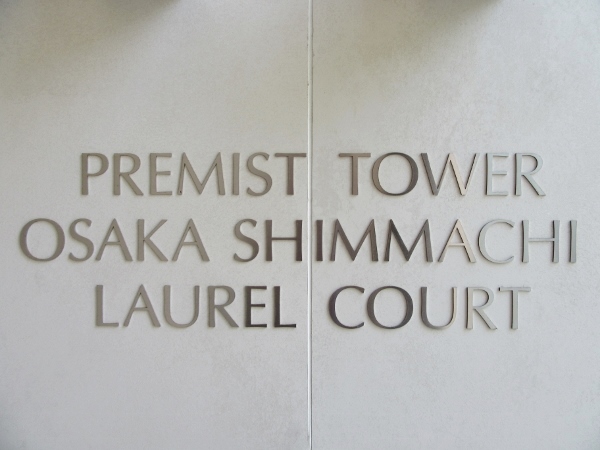 PREMIST TOWER
OSAKA SHIMMACHI
LAUREL COURT